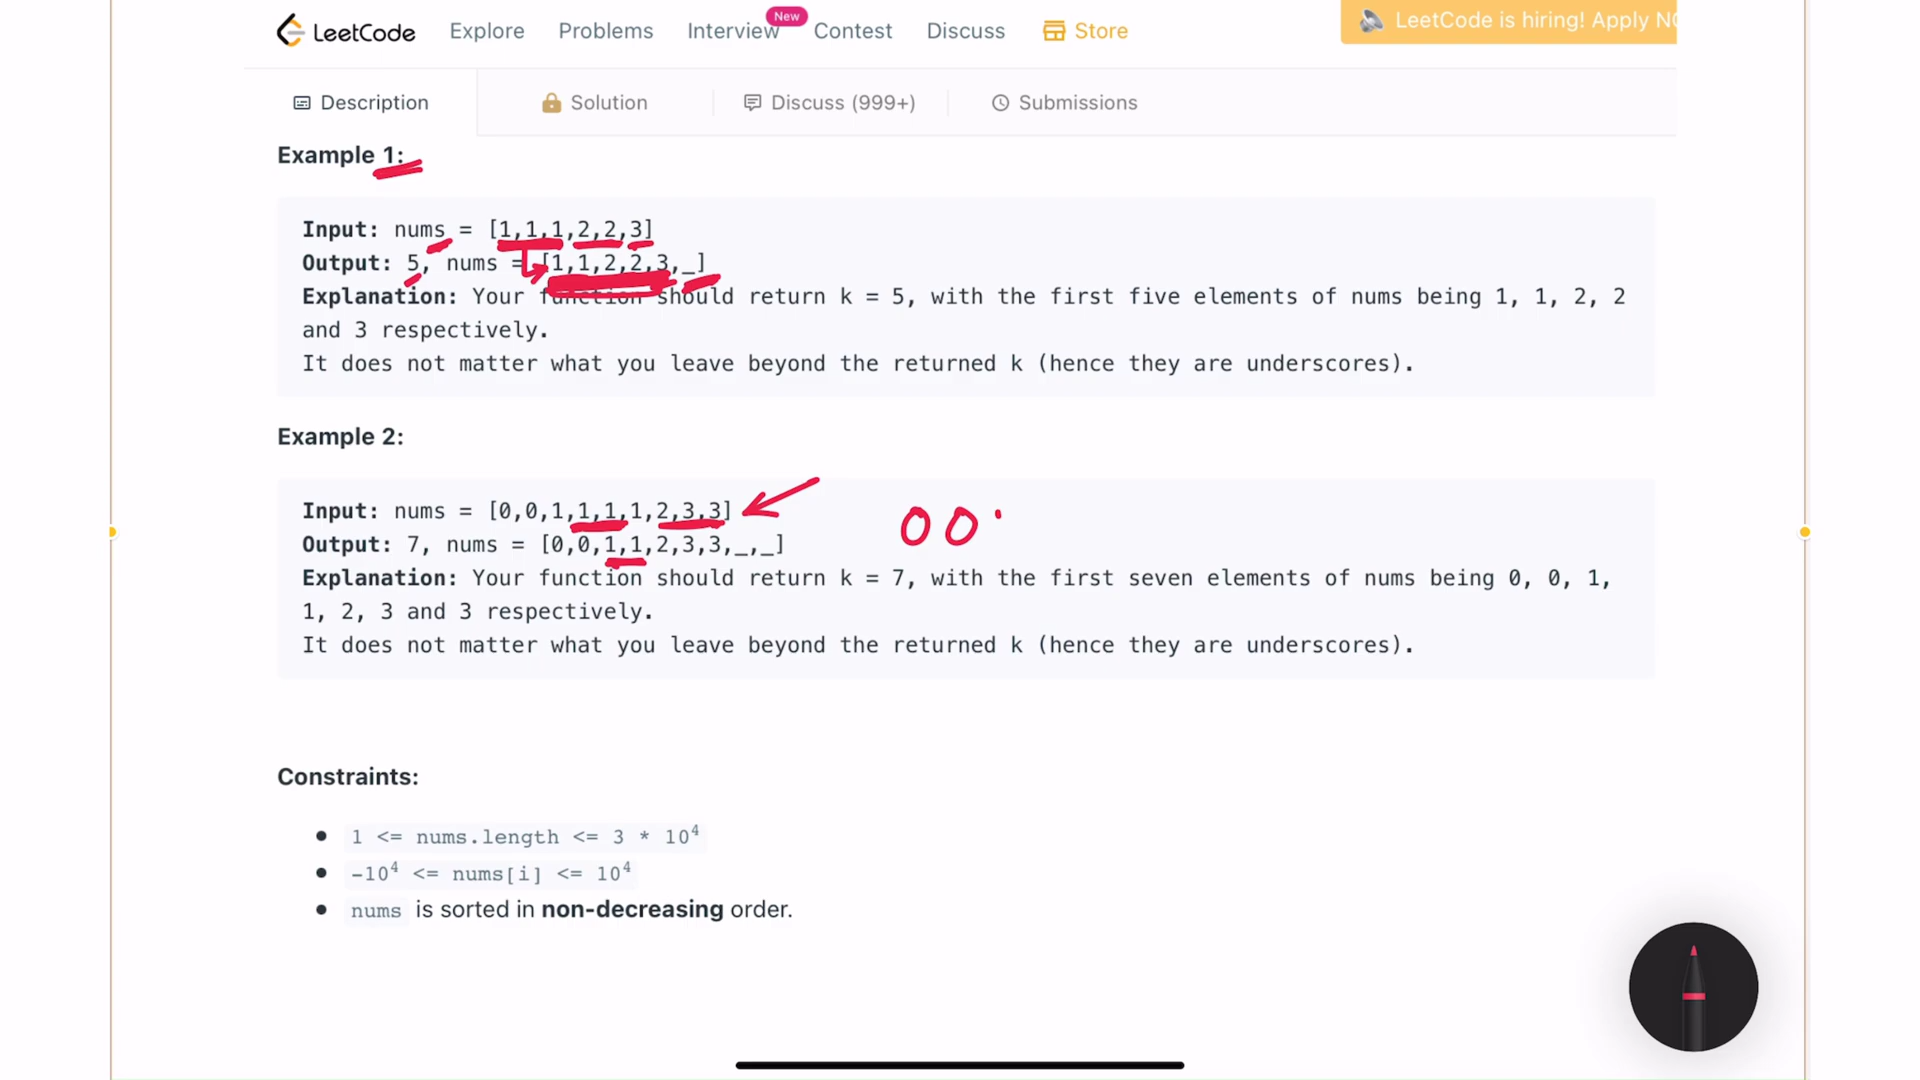 LeetCode Explore Problems Interview New Contest Discuss Store LeetCode is hiring! Apply
Description Solution Discuss (999+) Submissions
Example 1:
Input: nums = [1,1,1,2,2,3]
Output: 5, nums = [1,1,2,2,3,_]
Explanation: Your function should return k = 5, with the first five elements of nums being 1, 1, 2, 2
and 3 respectively.
It does not matter what you leave beyond the returned k (hence they are underscores).
Example 2:
Input: nums = [0,0,1,1,1,1,2,3,3]
0 0
Output: 7, nums = [0,0,1,1,2,3,3,_,_]
Explanation: Your function should return k = 7, with the first seven elements of nums being 0, 0, 1,
1, 2, 3 and 3 respectively.
It does not matter what you leave beyond the returned k (hence they are underscores).
Constraints:
1 <= nums.length <= 3 * 10⁴
-10⁴ <= nums[i] <= 10⁴
nums is sorted in non-decreasing order.